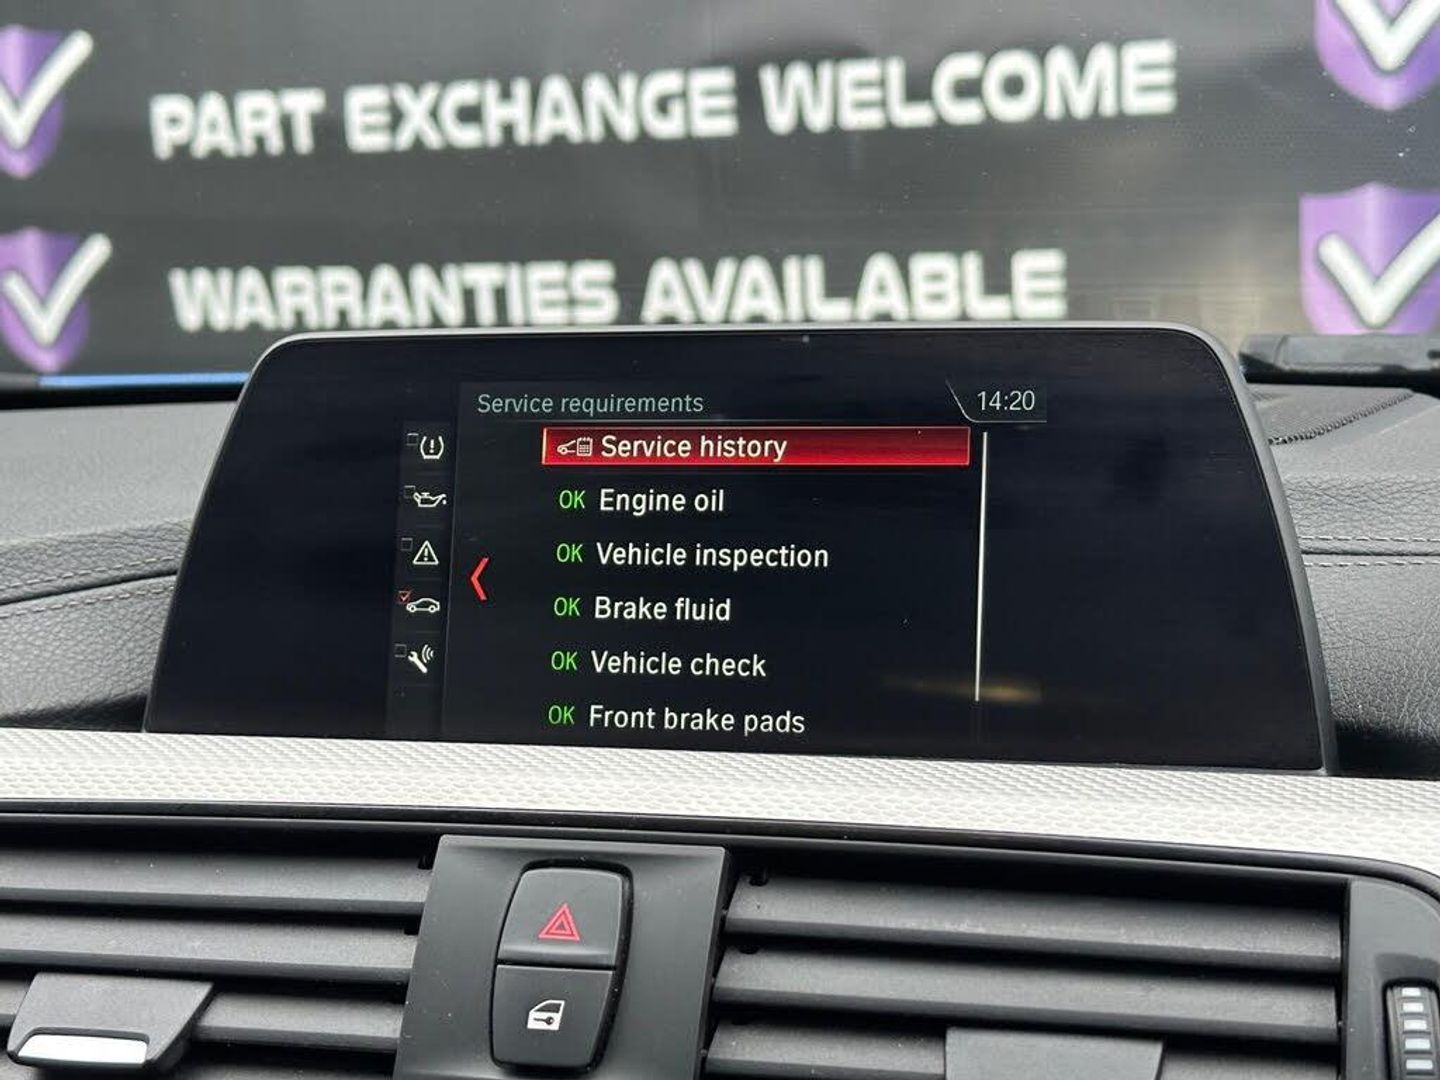 PART EXCHANGE WELCOME
WARRANTIES AVAILABLE
Service requirements 14:20
Service history
OK Engine oil
OK Vehicle inspection
OK Brake fluid
OK Vehicle check
OK Front brake pads